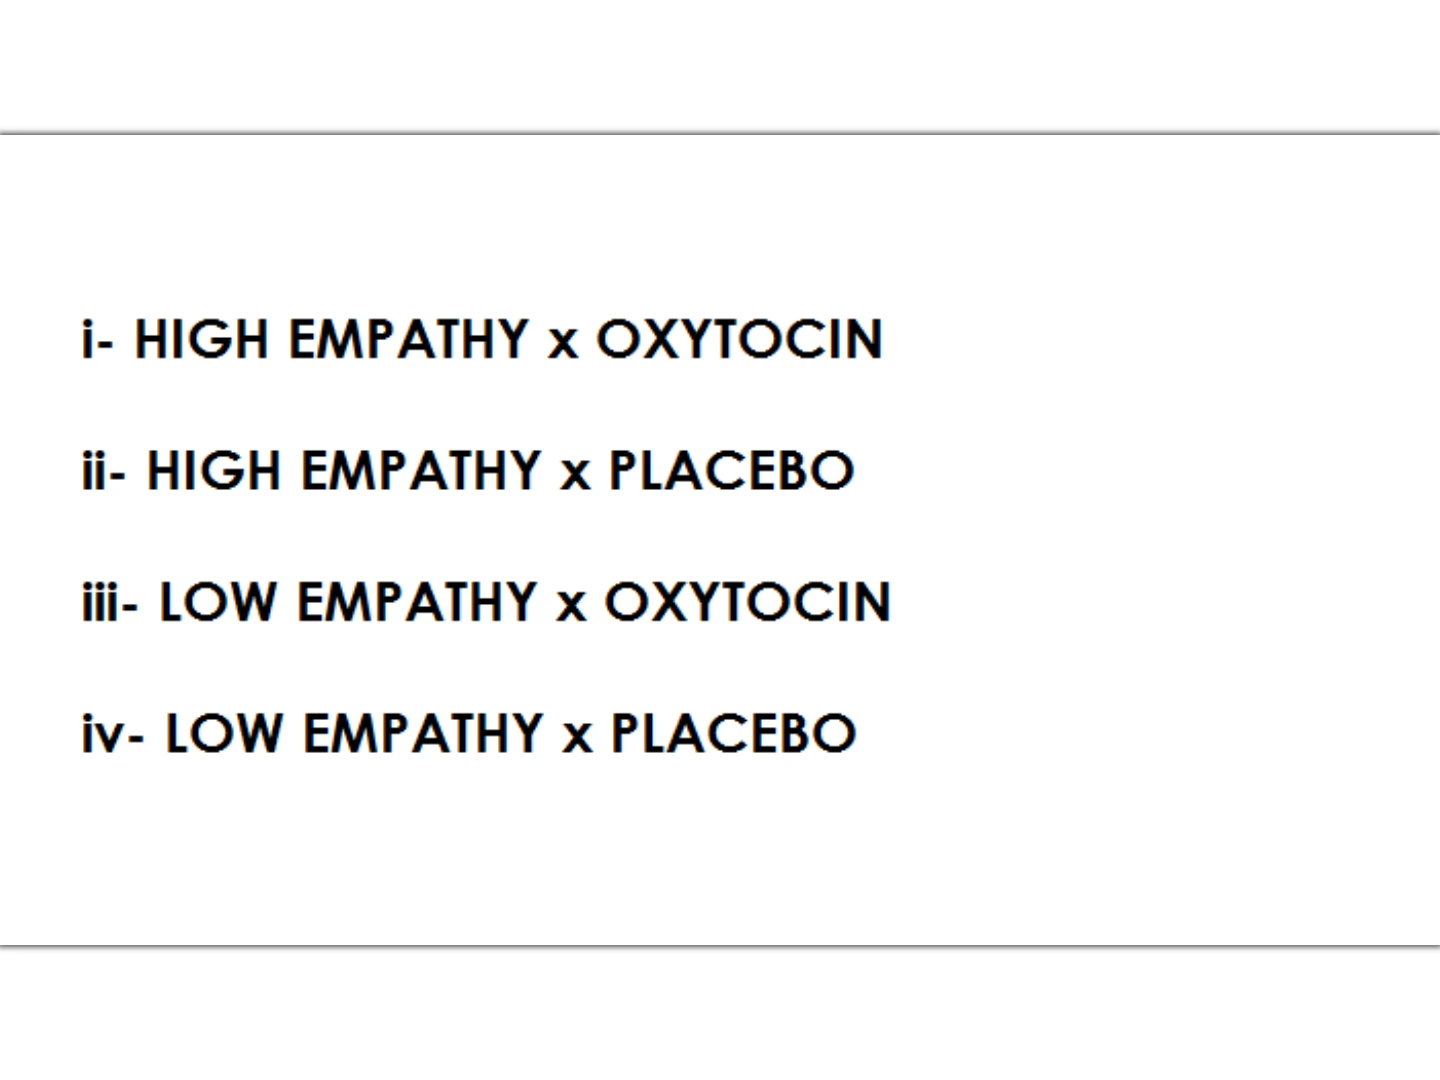 i- HIGH EMPATHY x OXYTOCIN
ii- HIGH EMPATHY x PLACEBO
iii- LOW EMPATHY x OXYTOCIN
iv- LOW EMPATHY x PLACEBO